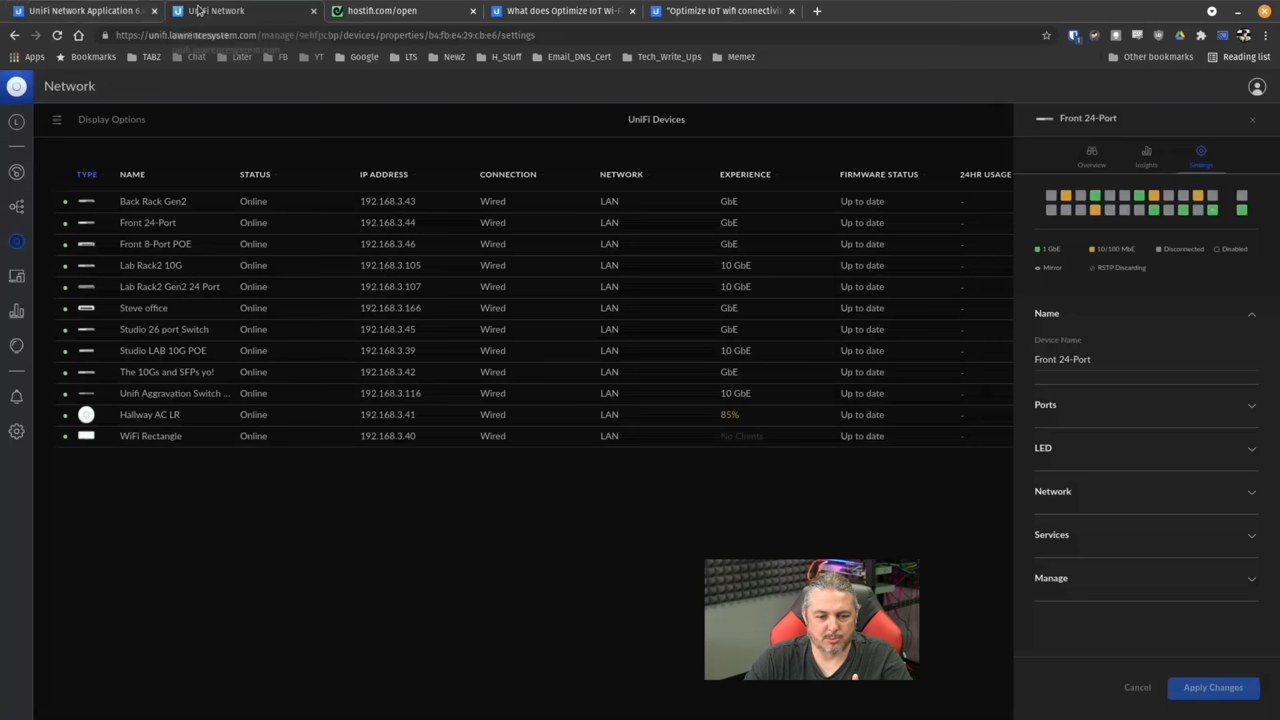 UniFi Network Application 6.
UniFi Network
hostifi.com/open
What does Optimize IoT Wi-F
"Optimize IOT wifi connectivi
https://unifi.lawrencesystem.com/manage/9ehfpcbp/devices/properties/b4fbe4:29:cb:e6/settings
Apps
Bookmarks
TABZ
Chat
Later
FB
YT
Google
LTS
NewZ
H_Stuff
Email_DNS_Cert
Tech_Write_Ups
Memez
Other bookmarks
Reading list
Network
Display Options
UniFi Devices
TYPE NAME STATUS IP ADDRESS CONNECTION NETWORK EXPERIENCE FIRMWARE STATUS 24HR USAGE
Back Rack Gen2 Online 192.168.3.43 Wired LAN GbE Up to date -
Front 24-Port Online 192.168.3.44 Wired LAN GbE Up to date -
Front 8-Port POE Online 192.168.3.46 Wired LAN GbE Up to date -
Lab Rack2 10G Online 192.168.3.105 Wired LAN 10 GbE Up to date -
Lab Rack2 Gen2 24 Port Online 192.168.3.107 Wired LAN 10 GbE Up to date -
Steve office Online 192.168.3.166 Wired LAN GbE Up to date -
Studio 26 port Switch Online 192.168.3.45 Wired LAN GbE Up to date -
Studio LAB 10G POE Online 192.168.3.39 Wired LAN 10 GbE Up to date -
The 10Gs and SFPs yo! Online 192.168.3.42 Wired LAN GbE Up to date -
Unifi Aggravation Switch ... Online 192.168.3.116 Wired LAN 10 GbE Up to date -
Hallway AC LR Online 192.168.3.41 Wired LAN 85% Up to date -
WiFi Rectangle Online 192.168.3.40 Wired LAN No Clients Up to date -
Front 24-Port
Overview Insights Settings
1 GbE 10/100 MbE Disconnected Disabled
Mirror RSTP Discarding
Name
Device Name
Front 24-Port
Ports
LED
Network
Services
Manage
Cancel Apply Changes